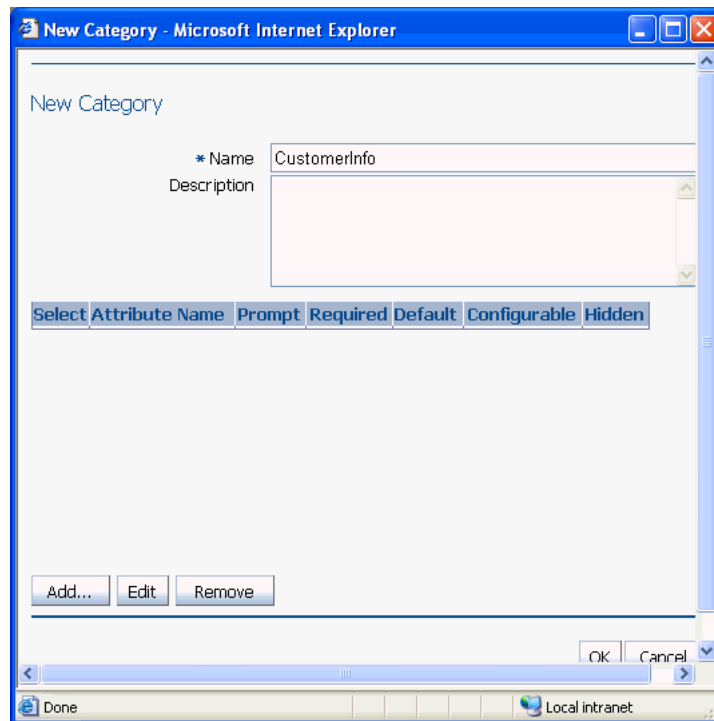 New Category - Microsoft Internet Explorer
New Category
* Name CustomerInfo
Description
Select Attribute Name Prompt Required Default Configurable Hidden
Add... Edit Remove
OK Cancel
Done Local intranet